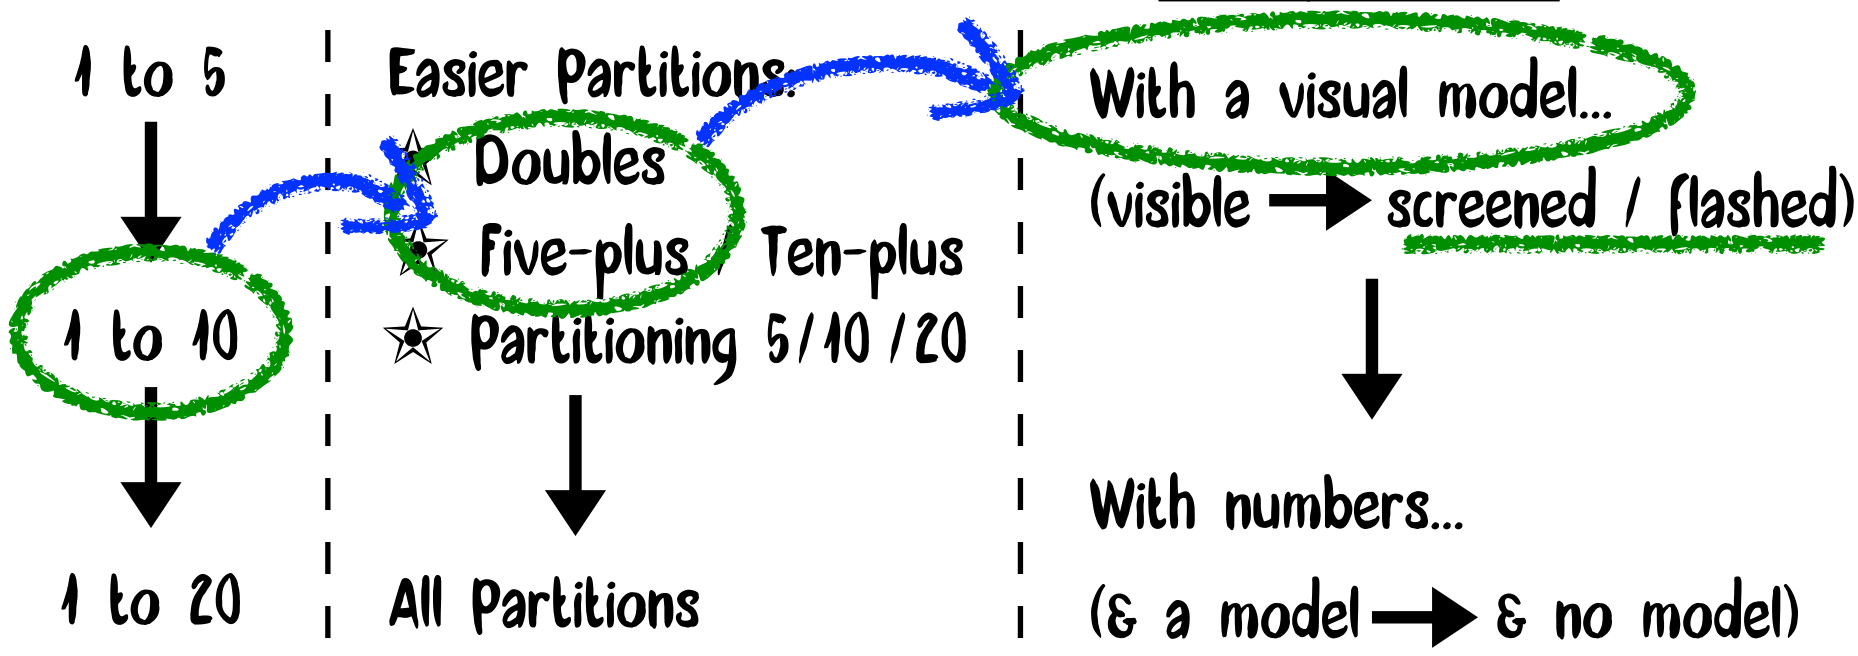 1 to 5
1 to 10
1 to 20
Easier Partitions:
Doubles
Five-plus / Ten-plus
Partitioning 5/10/20
All Partitions
With a visual model...
(visible screened / flashed)
With numbers...
(& a model & no model)